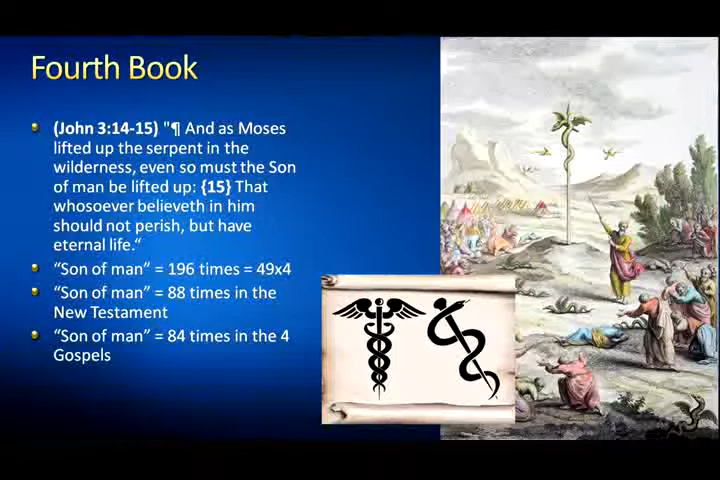 Fourth Book
(John 3:14-15) "¶ And as Moses
lifted up the serpent in the
wilderness, even so must the Son
of man be lifted up: {15} That
whosoever believeth in him
should not perish, but have
eternal life.“
“Son of man” = 196 times = 49x4
“Son of man” = 88 times in the
New Testament
“Son of man” = 84 times in the 4
Gospels